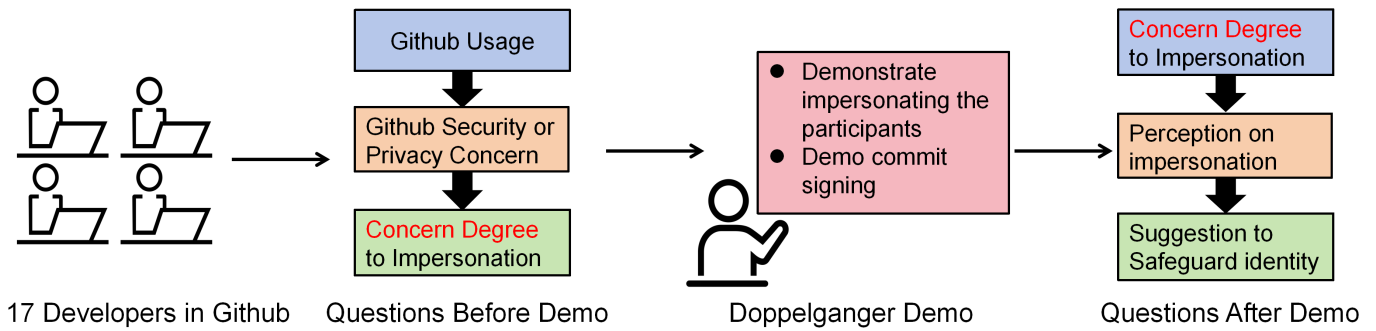 Github Usage
Github Security or
Privacy Concern
Concern Degree
to Impersonation
● Demonstrate
impersonating the
participants
● Demo commit
signing
Concern Degree
to Impersonation
Perception on
impersonation
Suggestion to
Safeguard identity
17 Developers in Github
Questions Before Demo
Doppelganger Demo
Questions After Demo